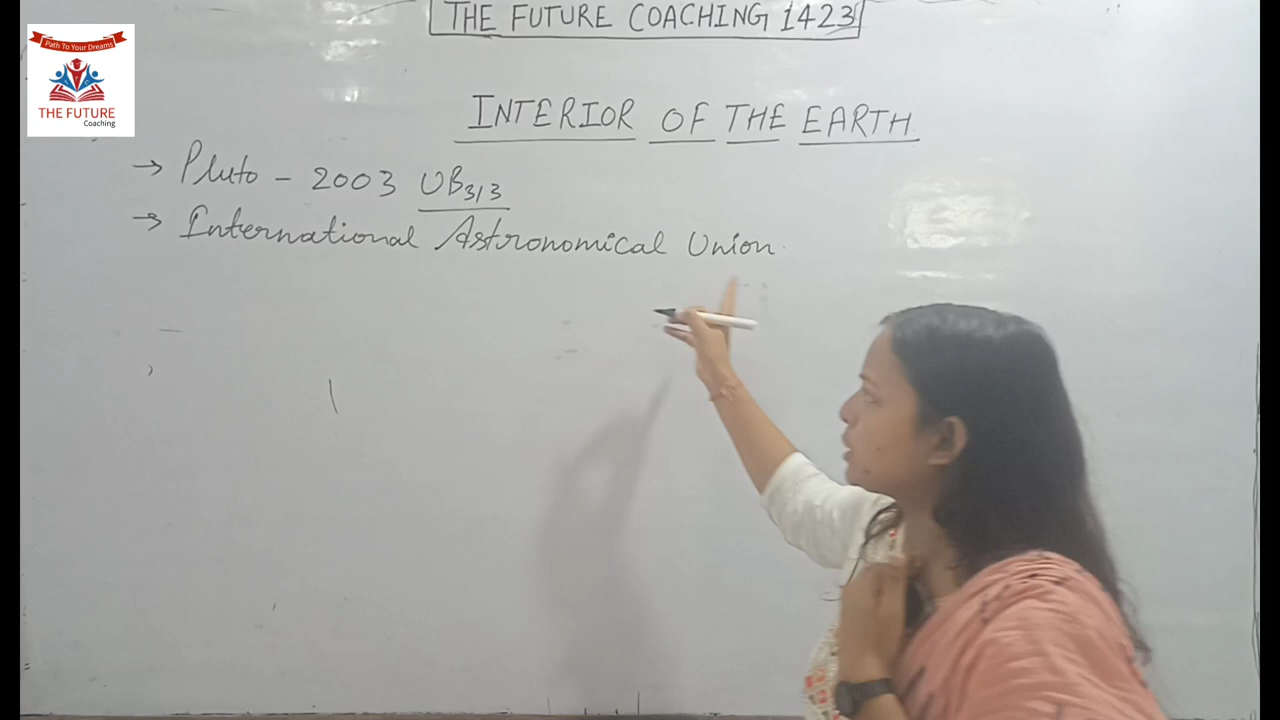 THE FUTURE COACHING 1423
Path To Your Dreams
THE FUTURE
Coaching
INTERIOR OF THE EARTH
→ Pluto - 2003 UB313
→ International Astronomical Union.